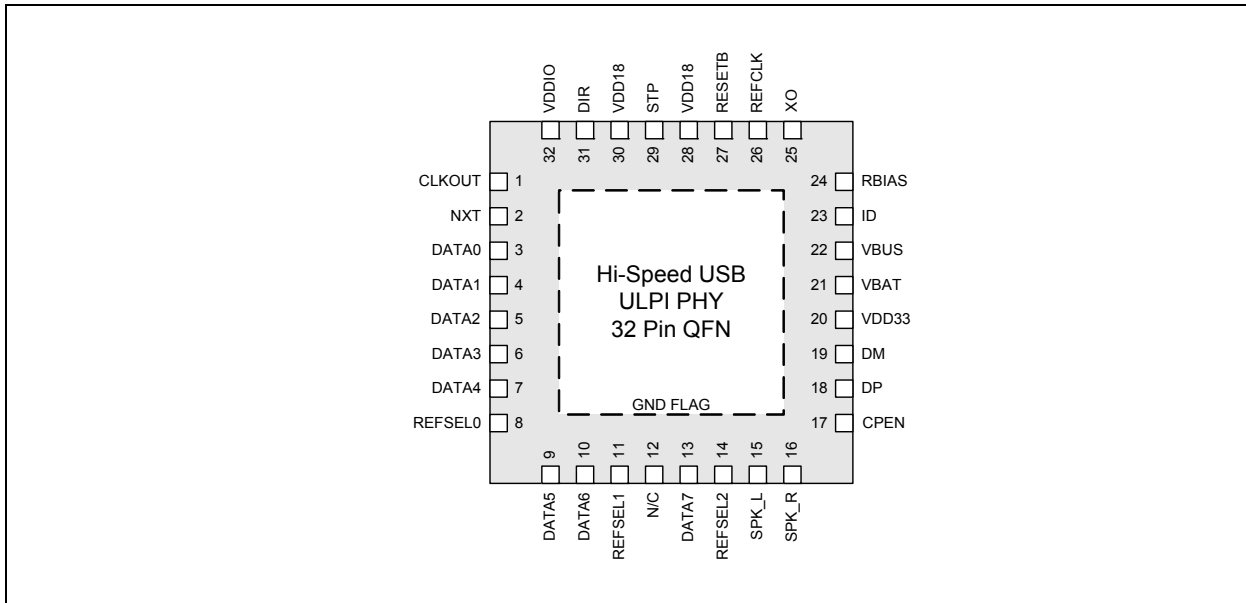 VDDIO
DIR
VDD18
STP
VDD18
RESETB
REFCLK
XO
32
31
30
29
28
27
26
25
CLKOUT 1
NXT 2
DATA0 3
DATA1 4
DATA2 5
DATA3 6
DATA4 7
REFSEL0 8
Hi-Speed USB
ULPI PHY
32 Pin QFN
GND FLAG
24 RBIAS
23 ID
22 VBUS
21 VBAT
20 VDD33
19 DM
18 DP
17 CPEN
9
10
11
12
13
14
15
16
DATA5
DATA6
REFSEL1
N/C
DATA7
REFSEL2
SPK_L
SPK_R